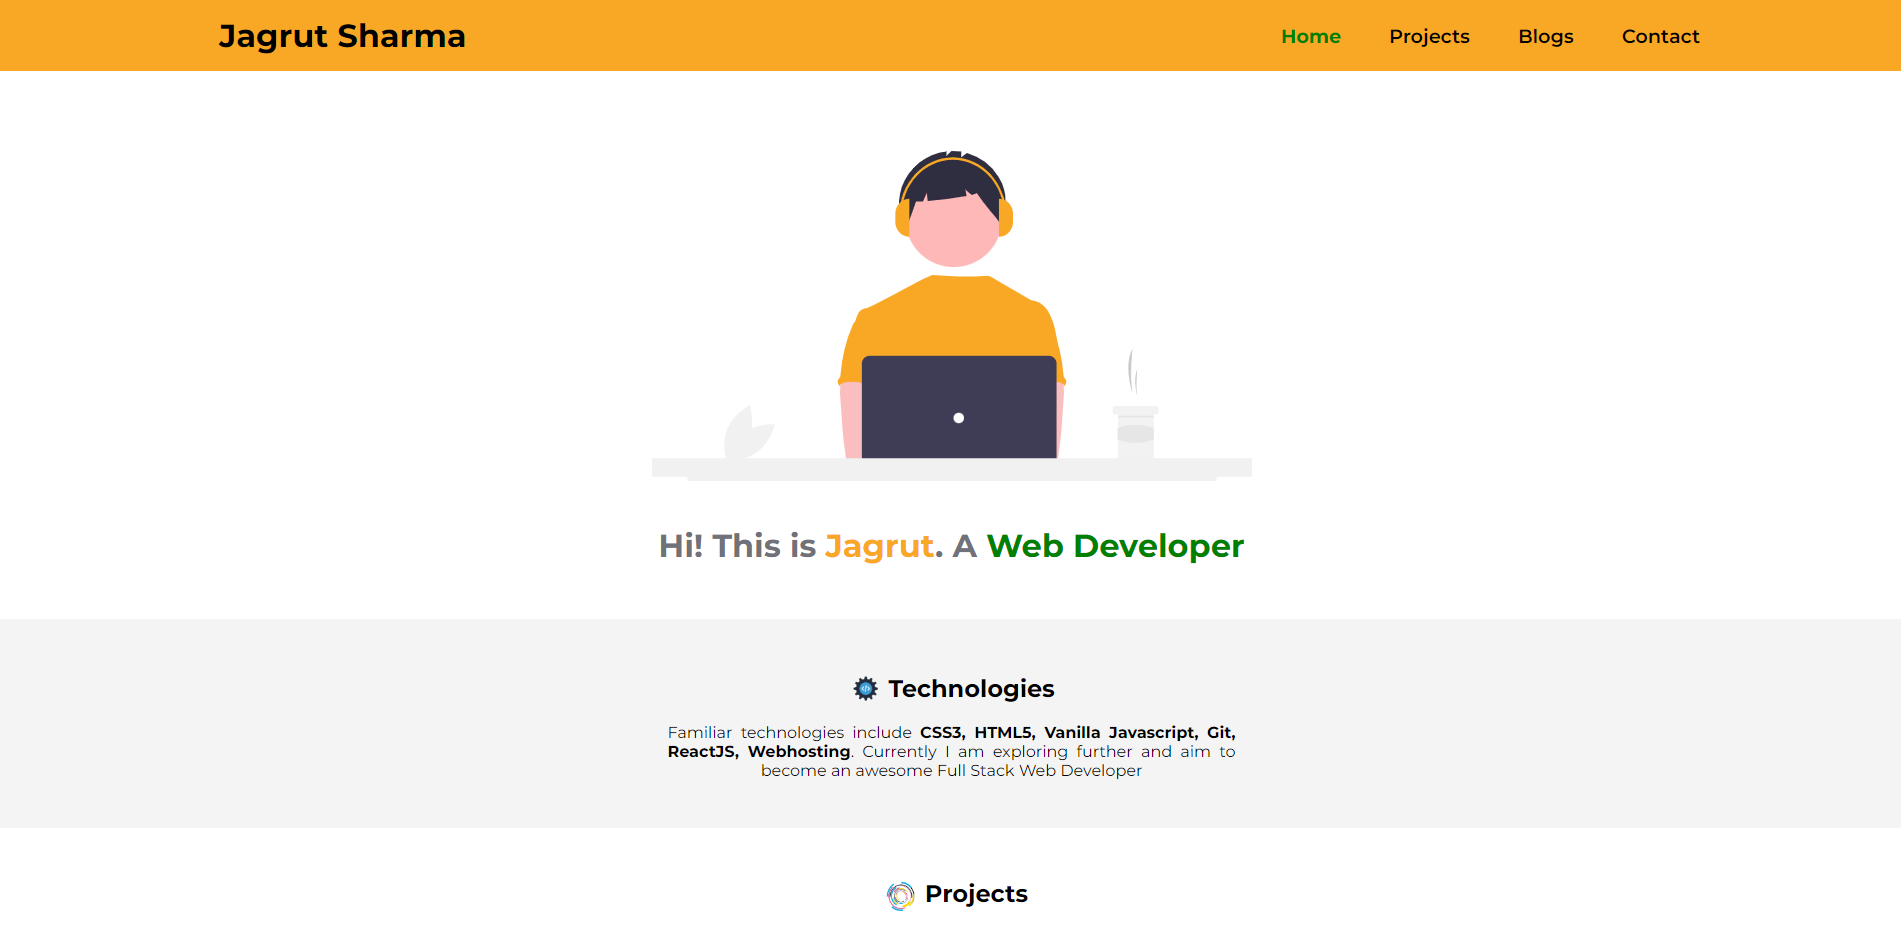 Jagrut Sharma
Home Projects Blogs Contact
Hi! This is Jagrut. A Web Developer
Technologies
Familiar technologies include CSS3, HTML5, Vanilla Javascript, Git,
ReactJS, Webhosting. Currently I am exploring further and aim to
become an awesome Full Stack Web Developer
Projects